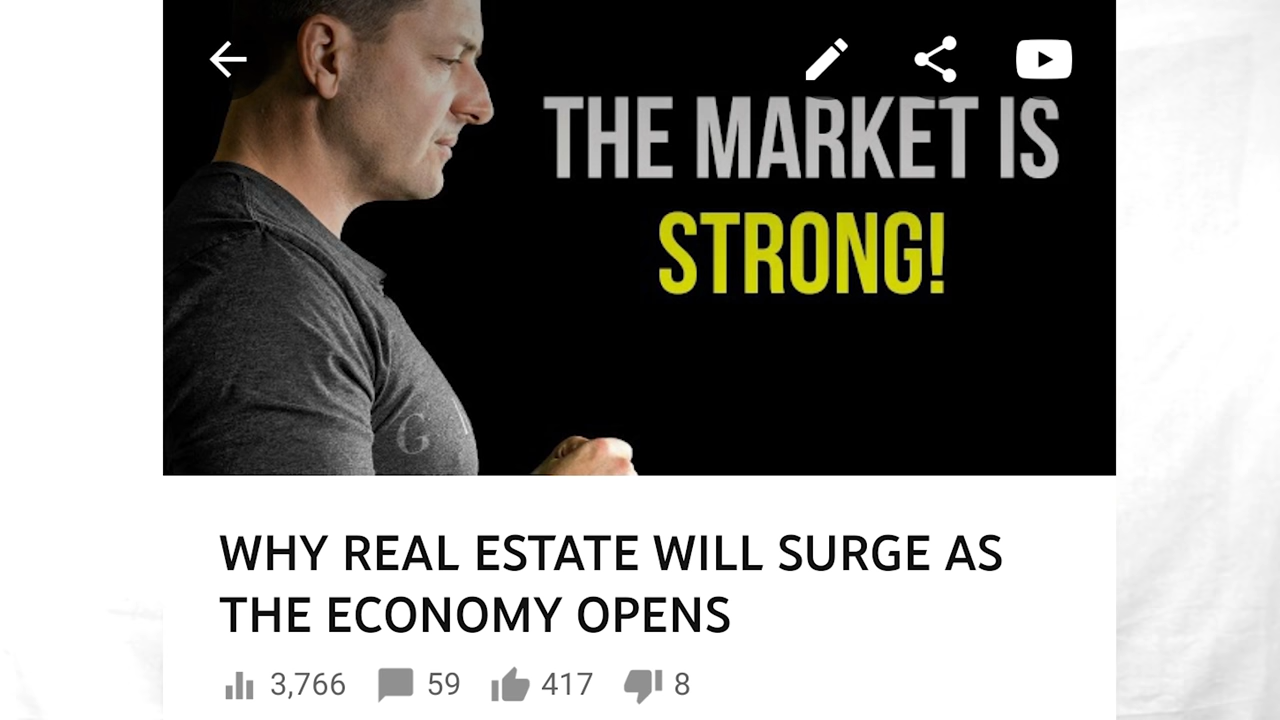 THE MARKET IS
STRONG!
G
WHY REAL ESTATE WILL SURGE AS
THE ECONOMY OPENS
3,766 59 417 8